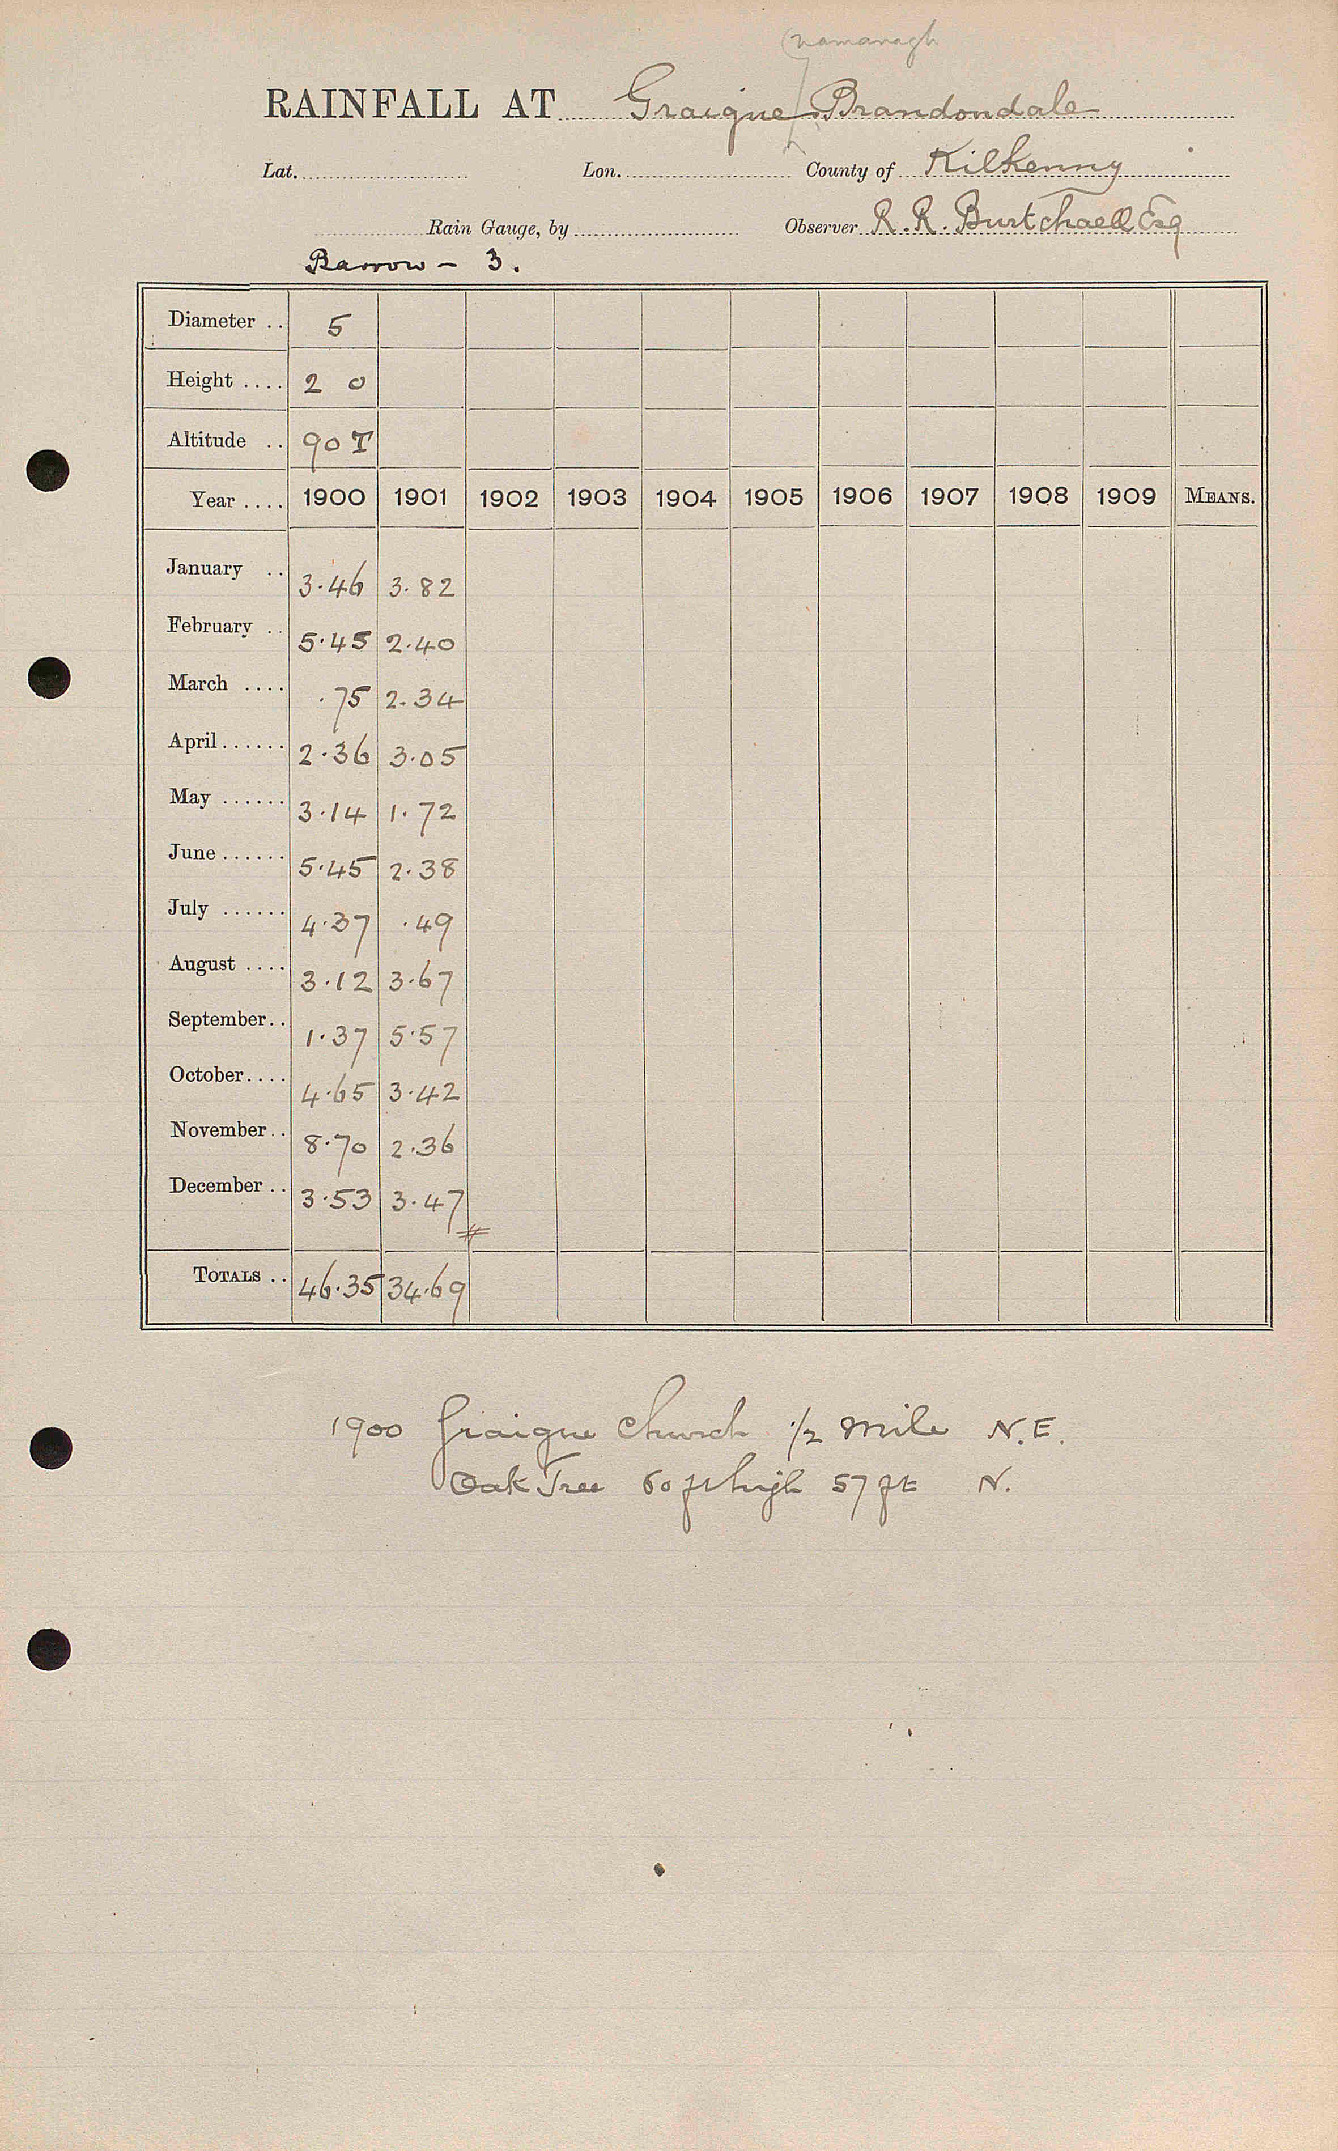 (namanagh
RAINFALL AT Graigue Brandondale
Lat. Lon. County of Kilkenny
Rain Gauge, by Observer R. R. Burtchaell Esq
Barrow - 3.
Diameter .. 5
Height .... 2 0
Altitude .. 90 T
Year .... 1900 1901 1902 1903 1904 1905 1906 1907 1908 1909 MEANS.
January .. 3.46 3.82
February .. 5.45 2.40
March .... .75 2.34
April...... 2.36 3.05
May ...... 3.14 1.72
June ...... 5.45 2.38
July ...... 4.37 .49
August .... 3.12 3.67
September.. 1.37 5.57
October.... 4.65 3.42
November.. 8.70 2.36
December .. 3.53 3.47
#
TOTALS .. 46.35 34.69
1900 Graigue Church 1/2 mile N.E.
Oak Tree 60 ft high 57 ft N.